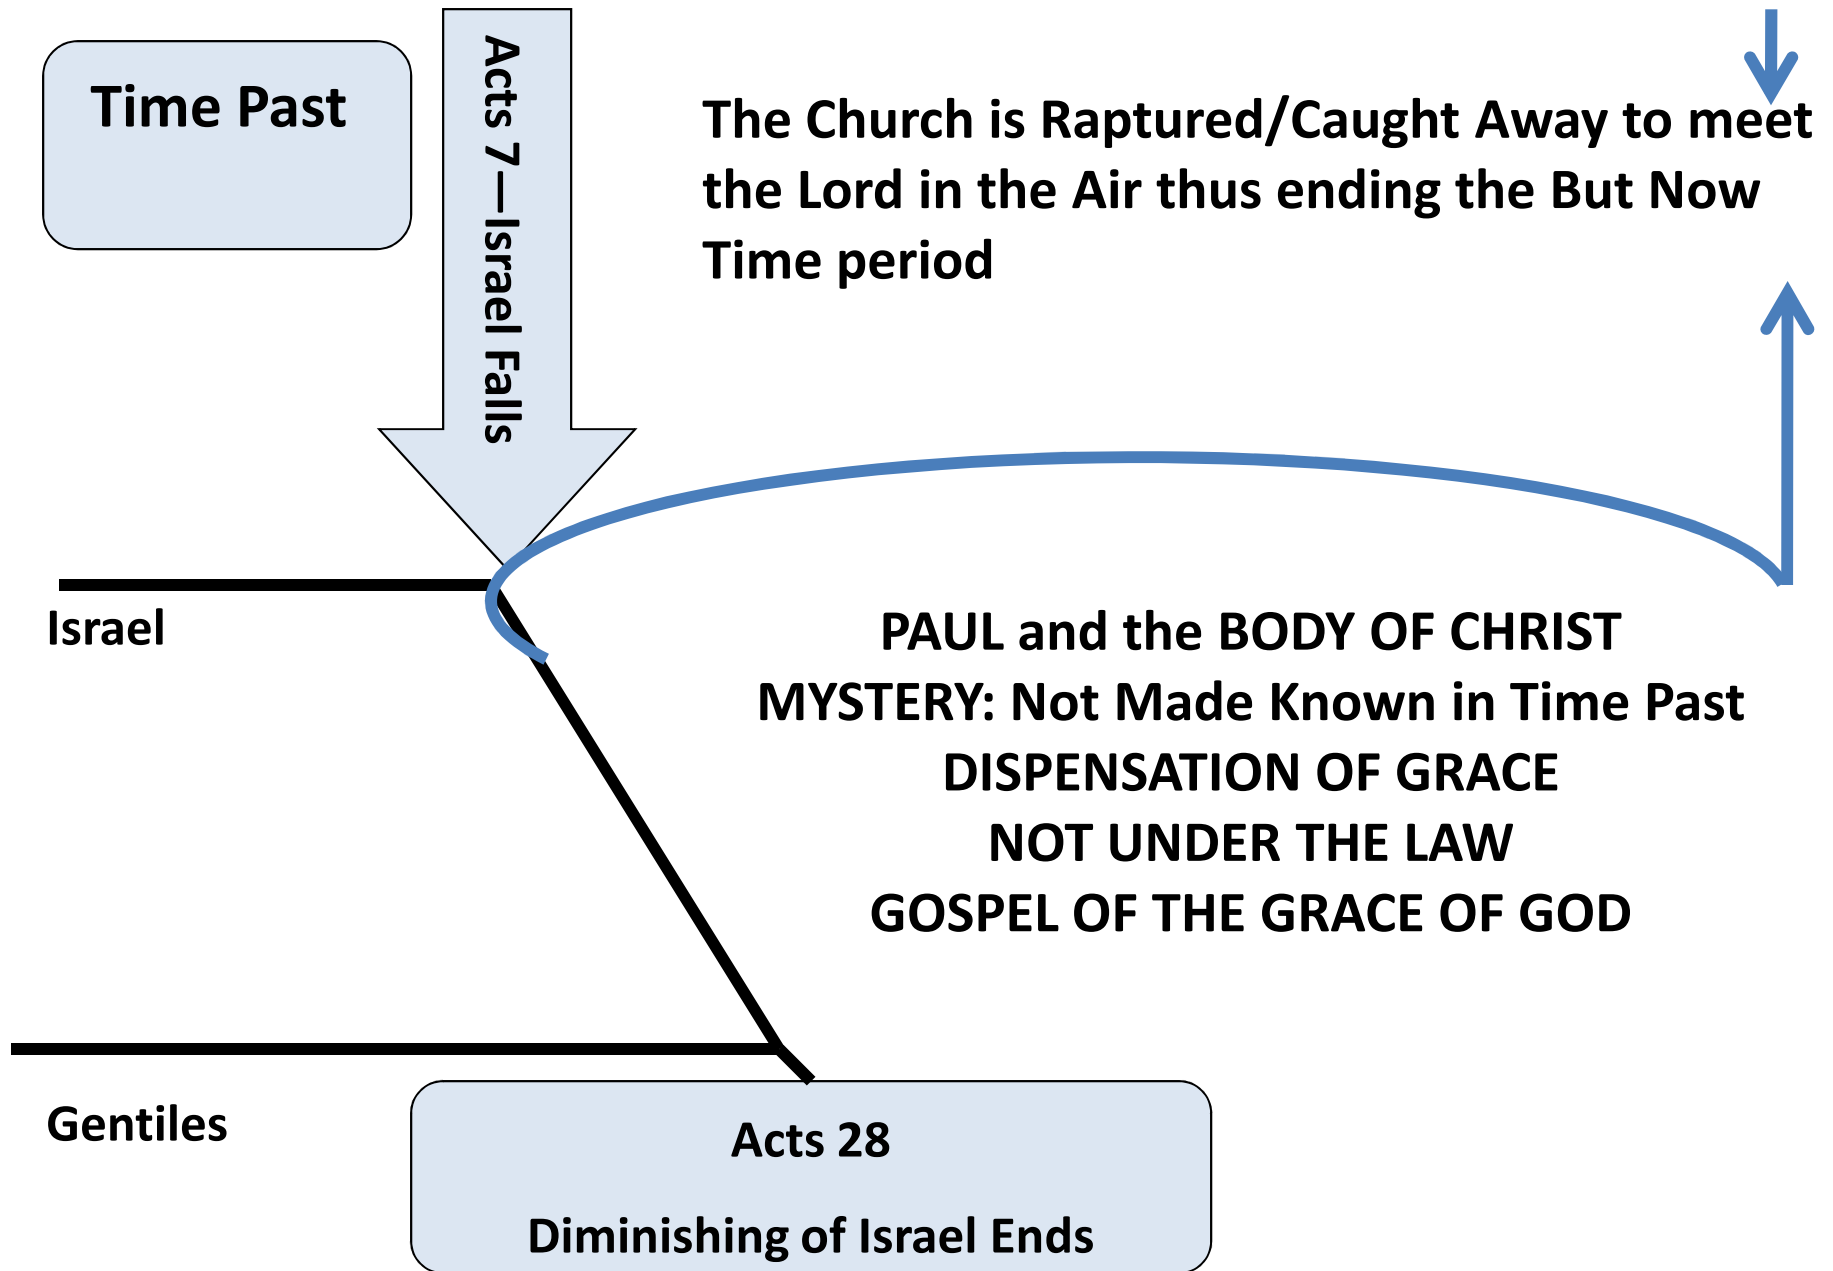 Time Past
Acts 7—Israel Falls
The Church is Raptured/Caught Away to meet
the Lord in the Air thus ending the But Now
Time period
Israel
PAUL and the BODY OF CHRIST
MYSTERY: Not Made Known in Time Past
DISPENSATION OF GRACE
NOT UNDER THE LAW
GOSPEL OF THE GRACE OF GOD
Gentiles
Acts 28
Diminishing of Israel Ends